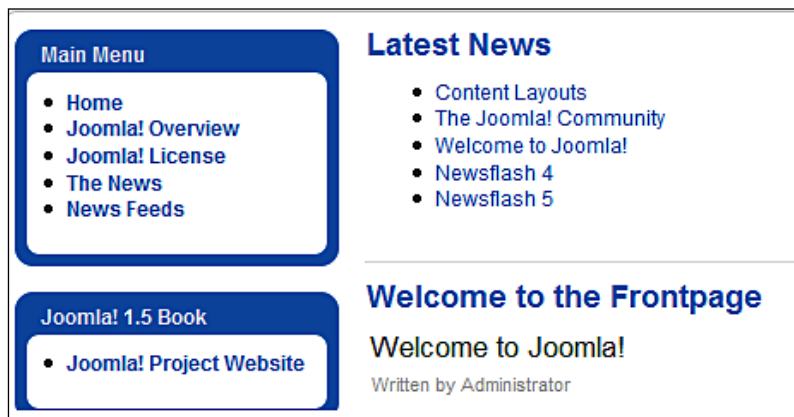 Main Menu
Home
Joomla! Overview
Joomla! License
The News
News Feeds
Joomla! 1.5 Book
Joomla! Project Website
Latest News
Content Layouts
The Joomla! Community
Welcome to Joomla!
Newsflash 4
Newsflash 5
Welcome to the Frontpage
Welcome to Joomla!
Written by Administrator